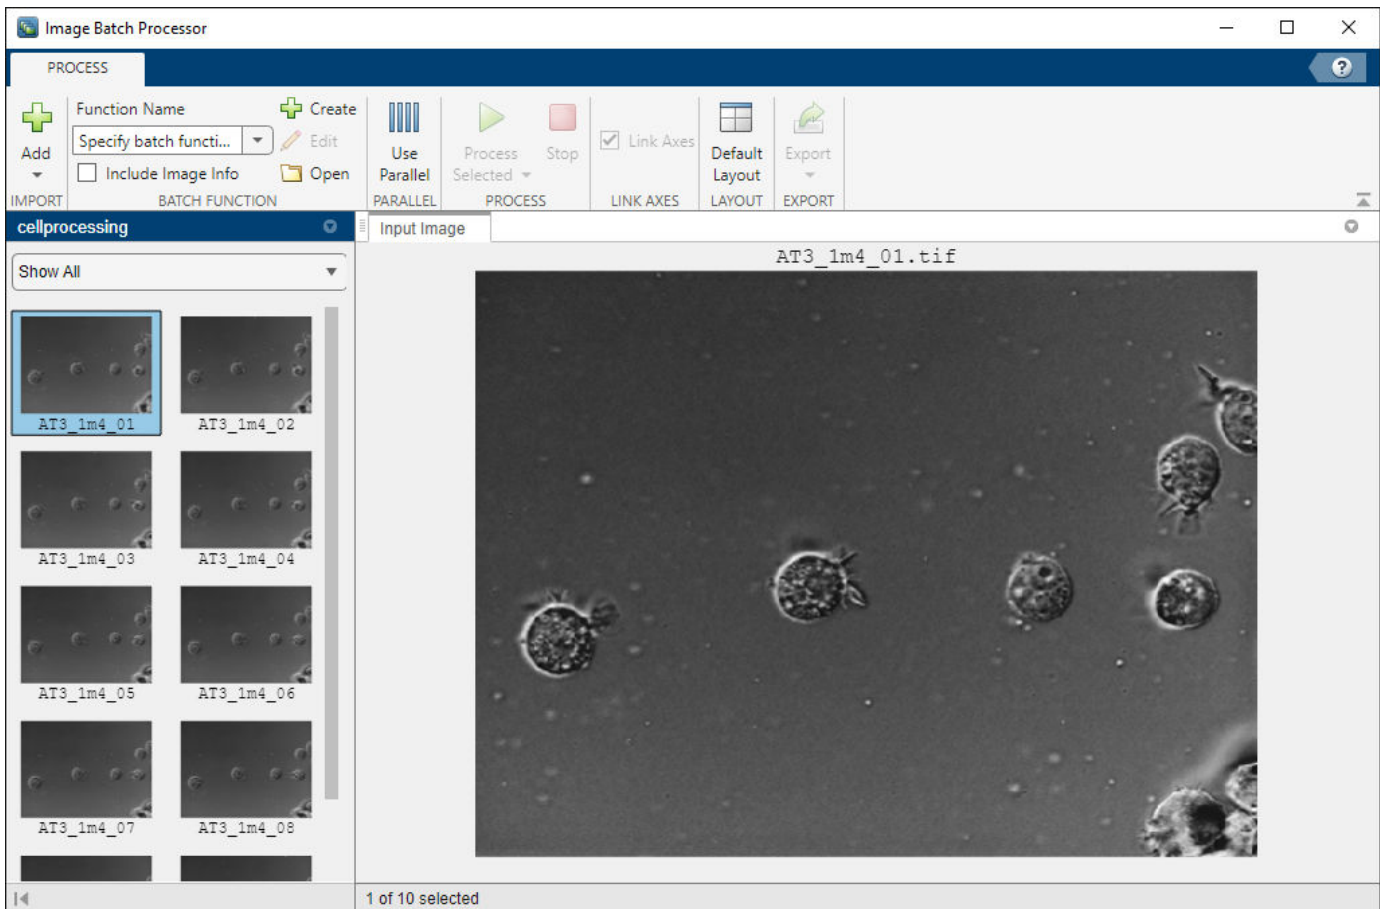 Image Batch Processor
PROCESS
?
Add
IMPORT
Function Name
Specify batch functi...
Include Image Info
Create
Edit
Open
BATCH FUNCTION
Use
Parallel
PARALLEL
Process
Selected
Stop
PROCESS
Link Axes
LINK AXES
Default
Layout
LAYOUT
Export
EXPORT
cellprocessing
Input Image
Show All
AT3_1m4_01.tif
AT3_1m4_01
AT3_1m4_02
AT3_1m4_03
AT3_1m4_04
AT3_1m4_05
AT3_1m4_06
AT3_1m4_07
AT3_1m4_08
1 of 10 selected